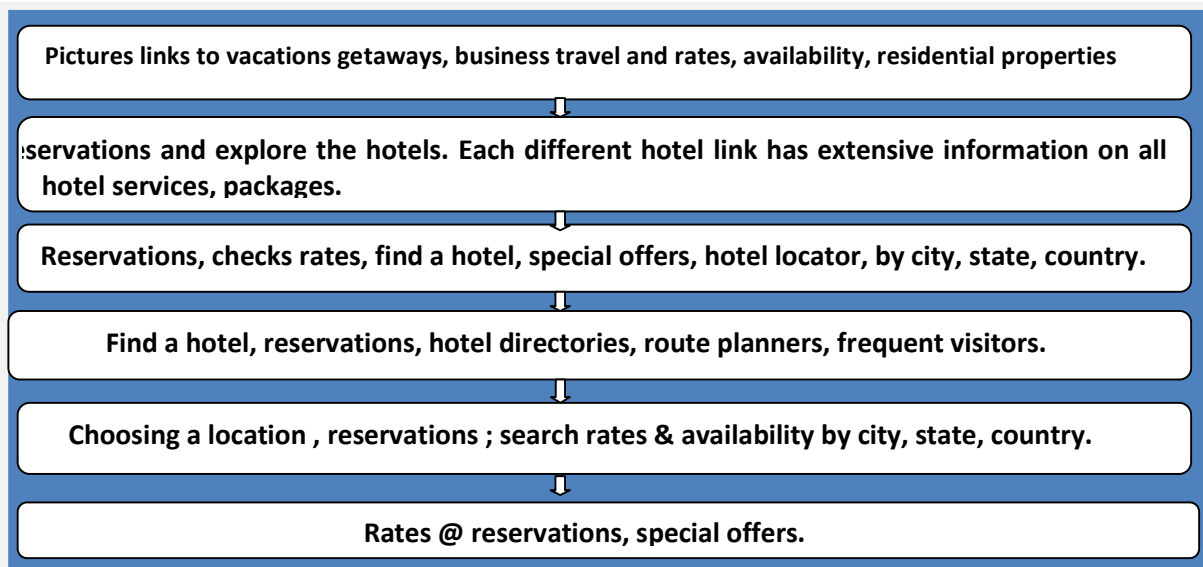 Pictures links to vacations getaways, business travel and rates, availability, residential properties
and explore the hotels. Each different hotel link has extensive information on all
hotel services, packages.
Reservations, checks rates, find a hotel, special offers, hotel locator, by city, state, country.
Find a hotel, reservations, hotel directories, route planners, frequent visitors.
Choosing a location , reservations ; search rates & availability by city, state, country.
Rates @ reservations, special offers.